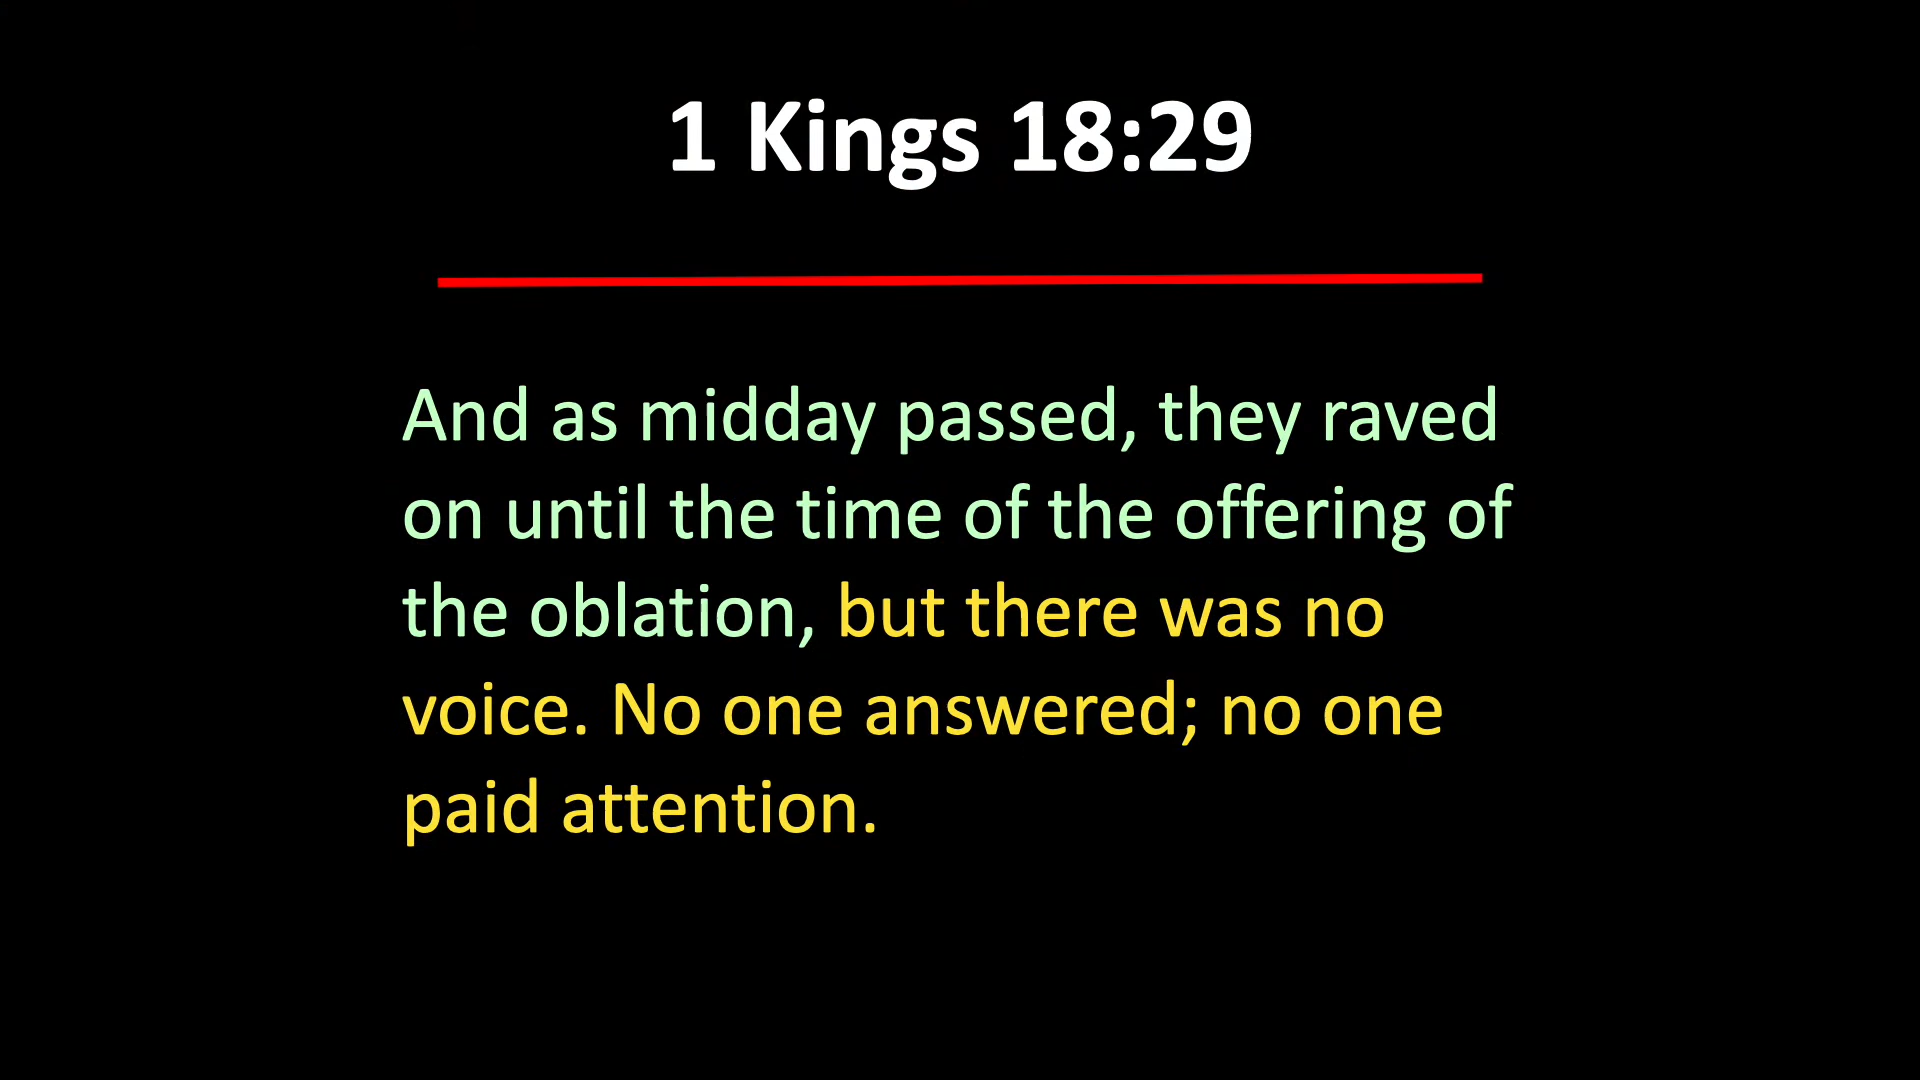 1 Kings 18:29
And as midday passed, they raved
on until the time of the offering of
the oblation, but there was no
voice. No one answered; no one
paid attention.